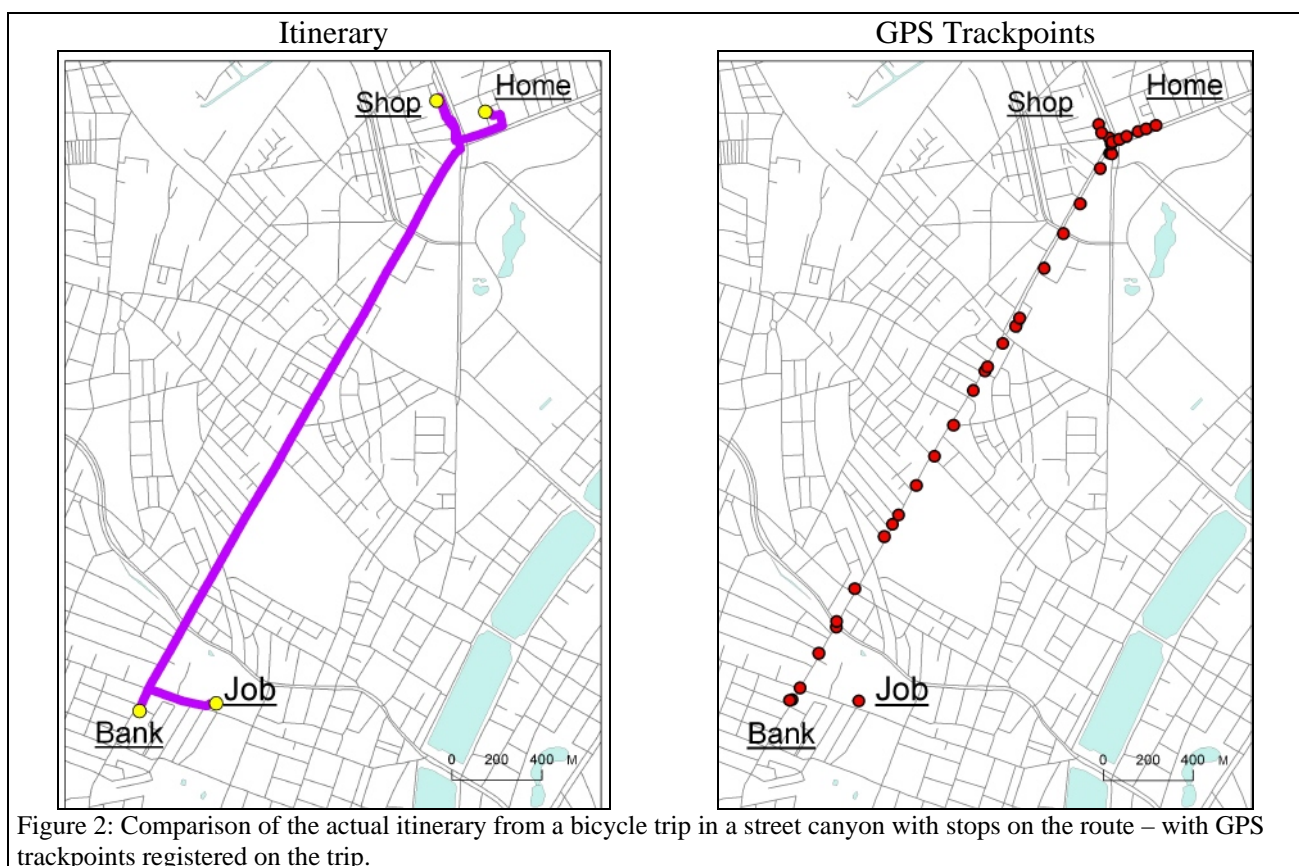 Itinerary
GPS Trackpoints
Home
Shop
Job
Bank
0 200 400 M
Home
Shop
Job
Bank
0 200 400 M
Figure 2: Comparison of the actual itinerary from a bicycle trip in a street canyon with stops on the route – with GPS
trackpoints registered on the trip.